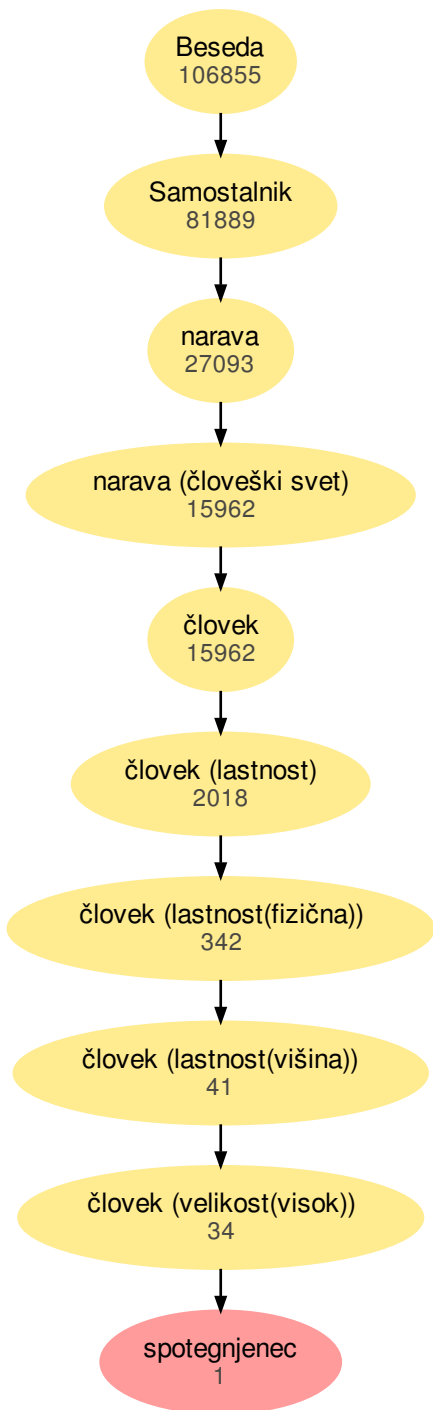 Beseda
106855
Samostalnik
81889
narava
27093
narava (človeški svet)
15962
človek
15962
človek (lastnost)
2018
človek (lastnost(fizična))
342
človek (lastnost(višina))
41
človek (velikost(visok))
34
spotegnjenec
1